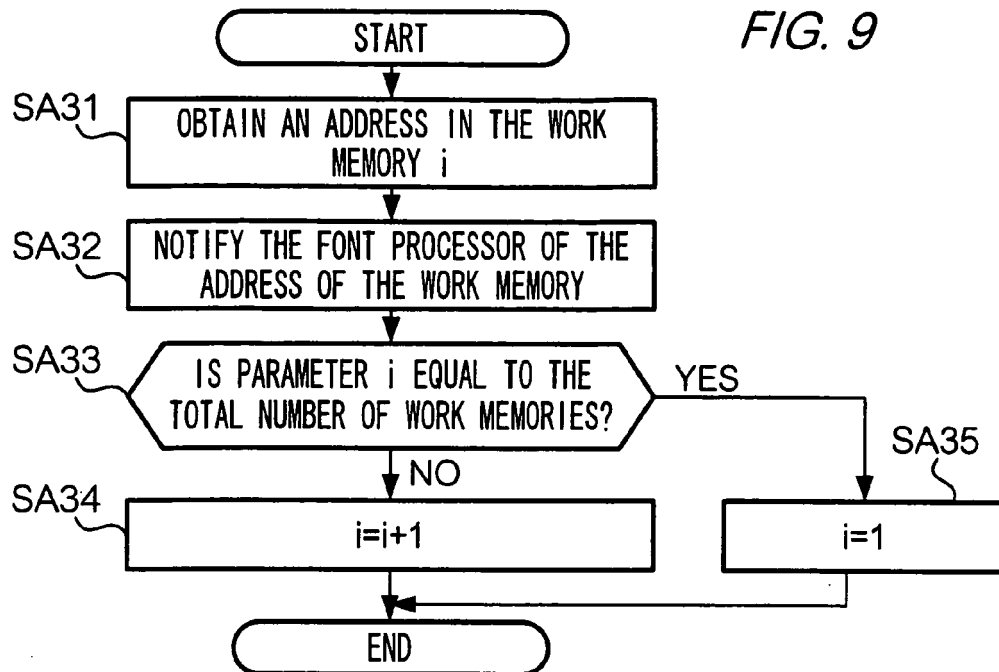 FIG. 9
START
SA31
OBTAIN AN ADDRESS IN THE WORK
MEMORY i
SA32
NOTIFY THE FONT PROCESSOR OF THE
ADDRESS OF THE WORK MEMORY
SA33
IS PARAMETER i EQUAL TO THE
TOTAL NUMBER OF WORK MEMORIES?
YES
NO
SA34
i=i+1
SA35
i=1
END